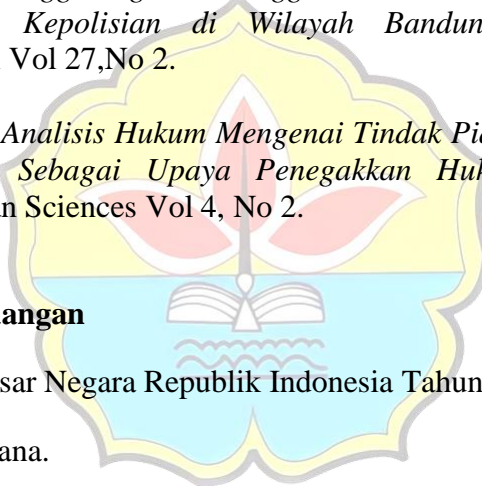 Kepolisian di Wilayah Bandun
Vol 27,No 2.
Analisis Hukum Mengenai Tindak Pi
Sebagai Upaya Penegakkan Huk
an Sciences Vol 4, No 2.
angan
sar Negara Republik Indonesia Tahun
ana.